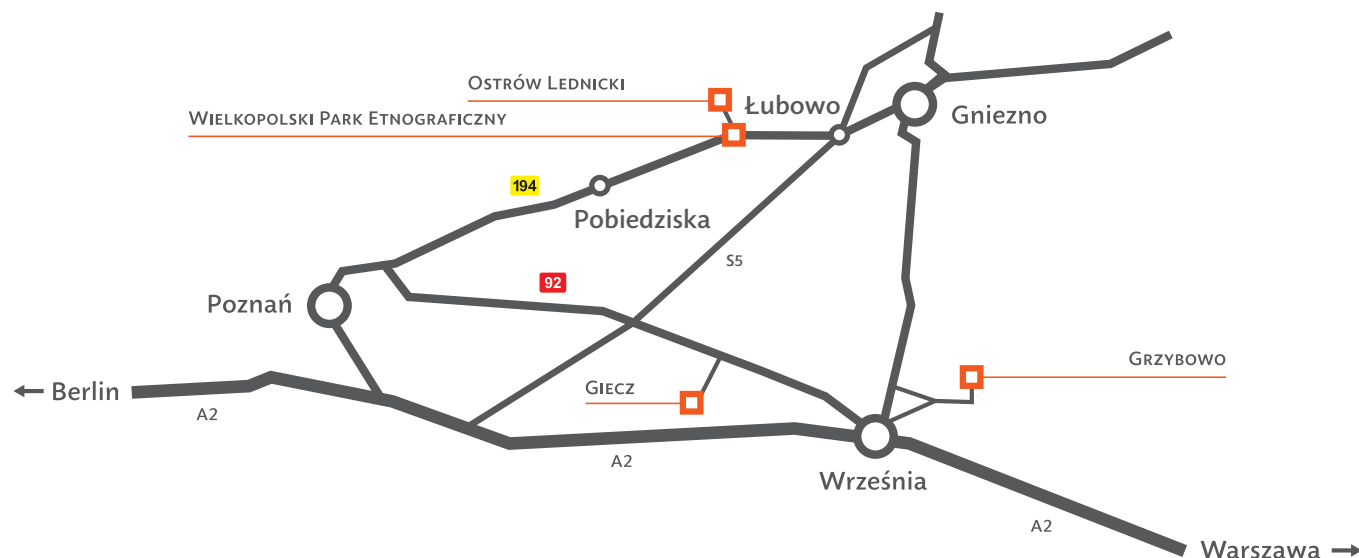 Ostrów Lednicki
Łubowo
Wielkopolski Park Etnograficzny
Gniezno
194
Pobiedziska
S5
92
Poznań
Grzybowo
← Berlin
Giecz
A2
A2
Września
A2
Warszawa →